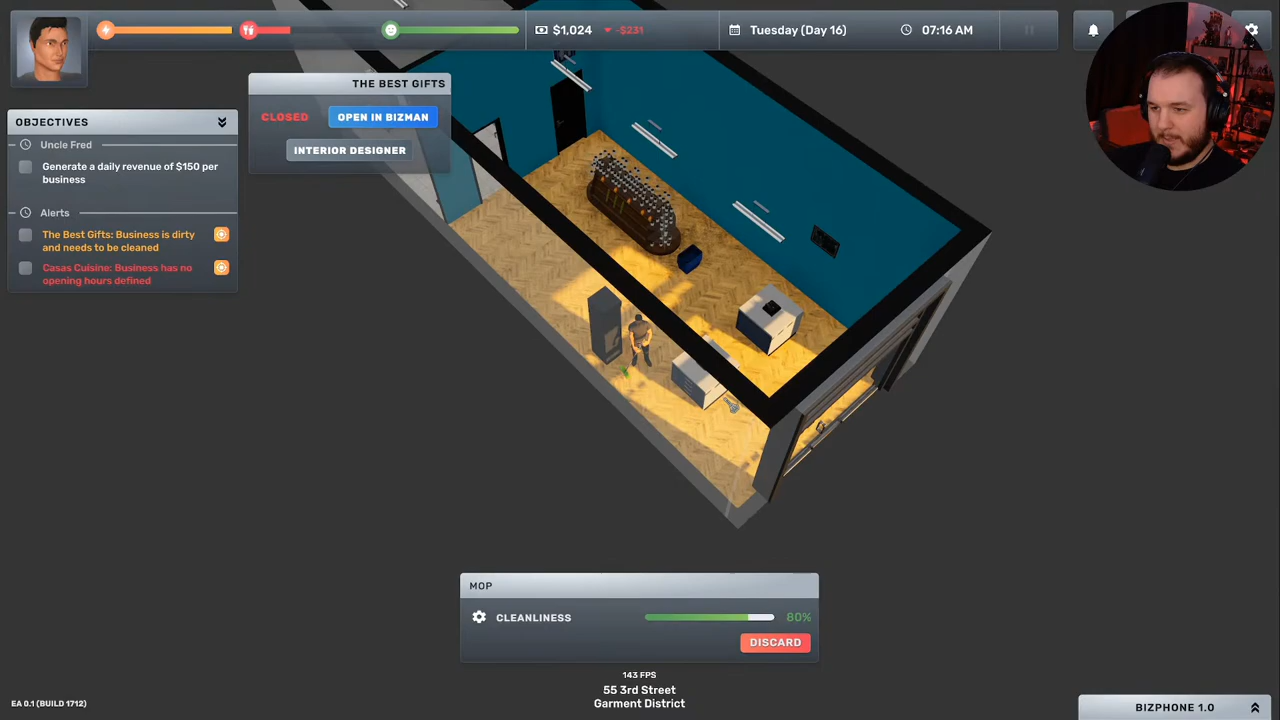 $1,024
-$231
Tuesday (Day 16)
07:16 AM
THE BEST GIFTS
CLOSED
OPEN IN BIZMAN
INTERIOR DESIGNER
OBJECTIVES
Uncle Fred
Generate a daily revenue of $150 per
business
Alerts
The Best Gifts: Business is dirty
and needs to be cleaned
Casas Cuisine: Business has no
opening hours defined
MOP
CLEANLINESS
80%
DISCARD
143 FPS
55 3rd Street
Garment District
EA 0.1 (BUILD 1712)
BIZPHONE 1.0